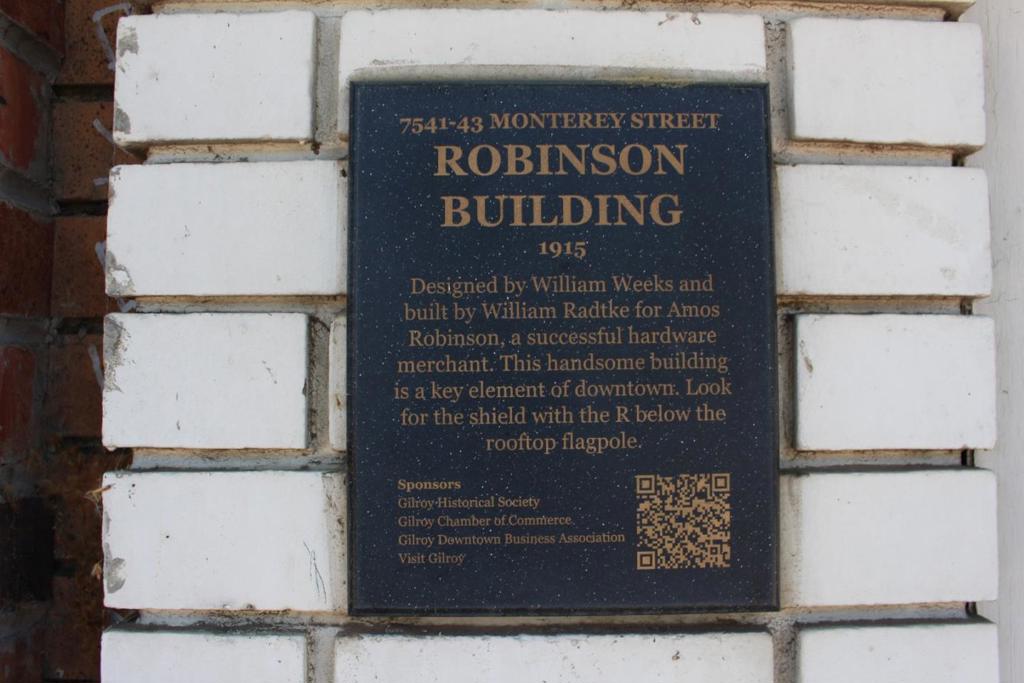 7541-43 MONTEREY STREET
ROBINSON
BUILDING
1915
Designed by William Weeks and
built by William Radtke for Amos
Robinson, a successful hardware
merchant. This handsome building
is a key element of downtown. Look
for the shield with the R below the
rooftop flagpole.
Sponsors
Gilroy Historical Society
Gilroy Chamber of Commerce
Gilroy Downtown Business Association
Visit Gilroy